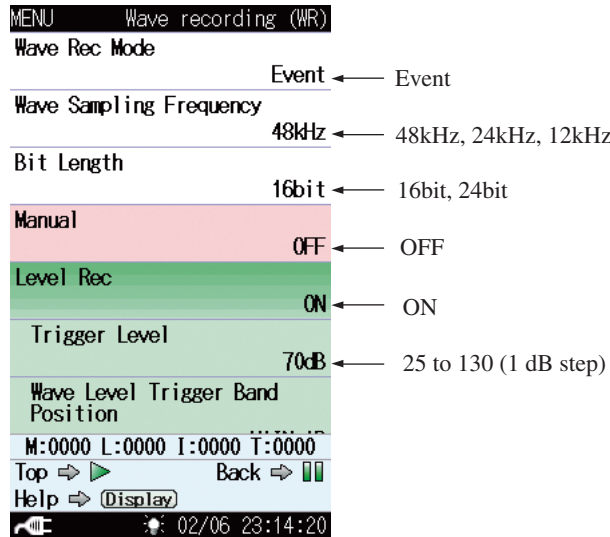 MENU Wave recording (WR)
Wave Rec Mode
Event Event
Wave Sampling Frequency
48kHz 48kHz, 24kHz, 12kHz
Bit Length
16bit 16bit, 24bit
Manual
OFF OFF
Level Rec
ON ON
Trigger Level
70dB 25 to 130 (1 dB step)
Wave Level Trigger Band
Position
M:0000 L:0000 I:0000 T:0000
Top Back
Help Display
02/06 23:14:20